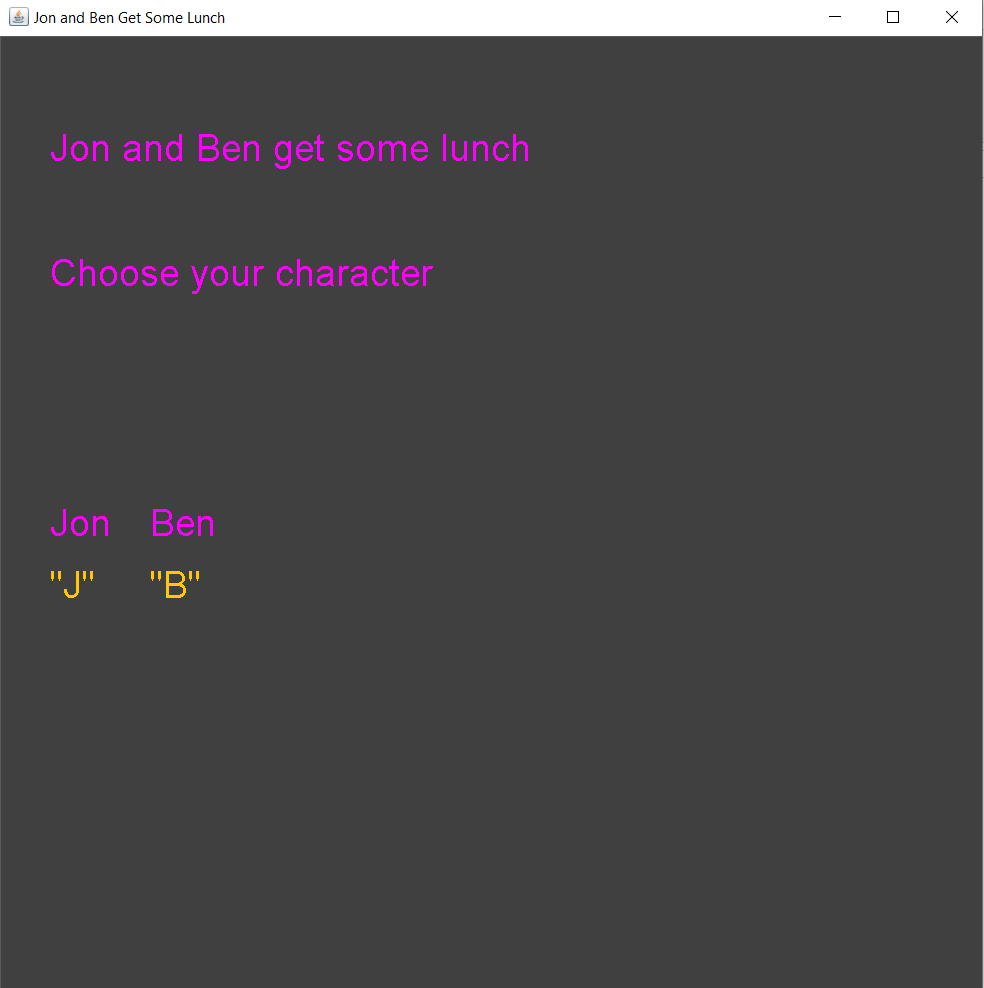 Jon and Ben Get Some Lunch
Jon and Ben get some lunch
Choose your character
Jon Ben
"J" "B"